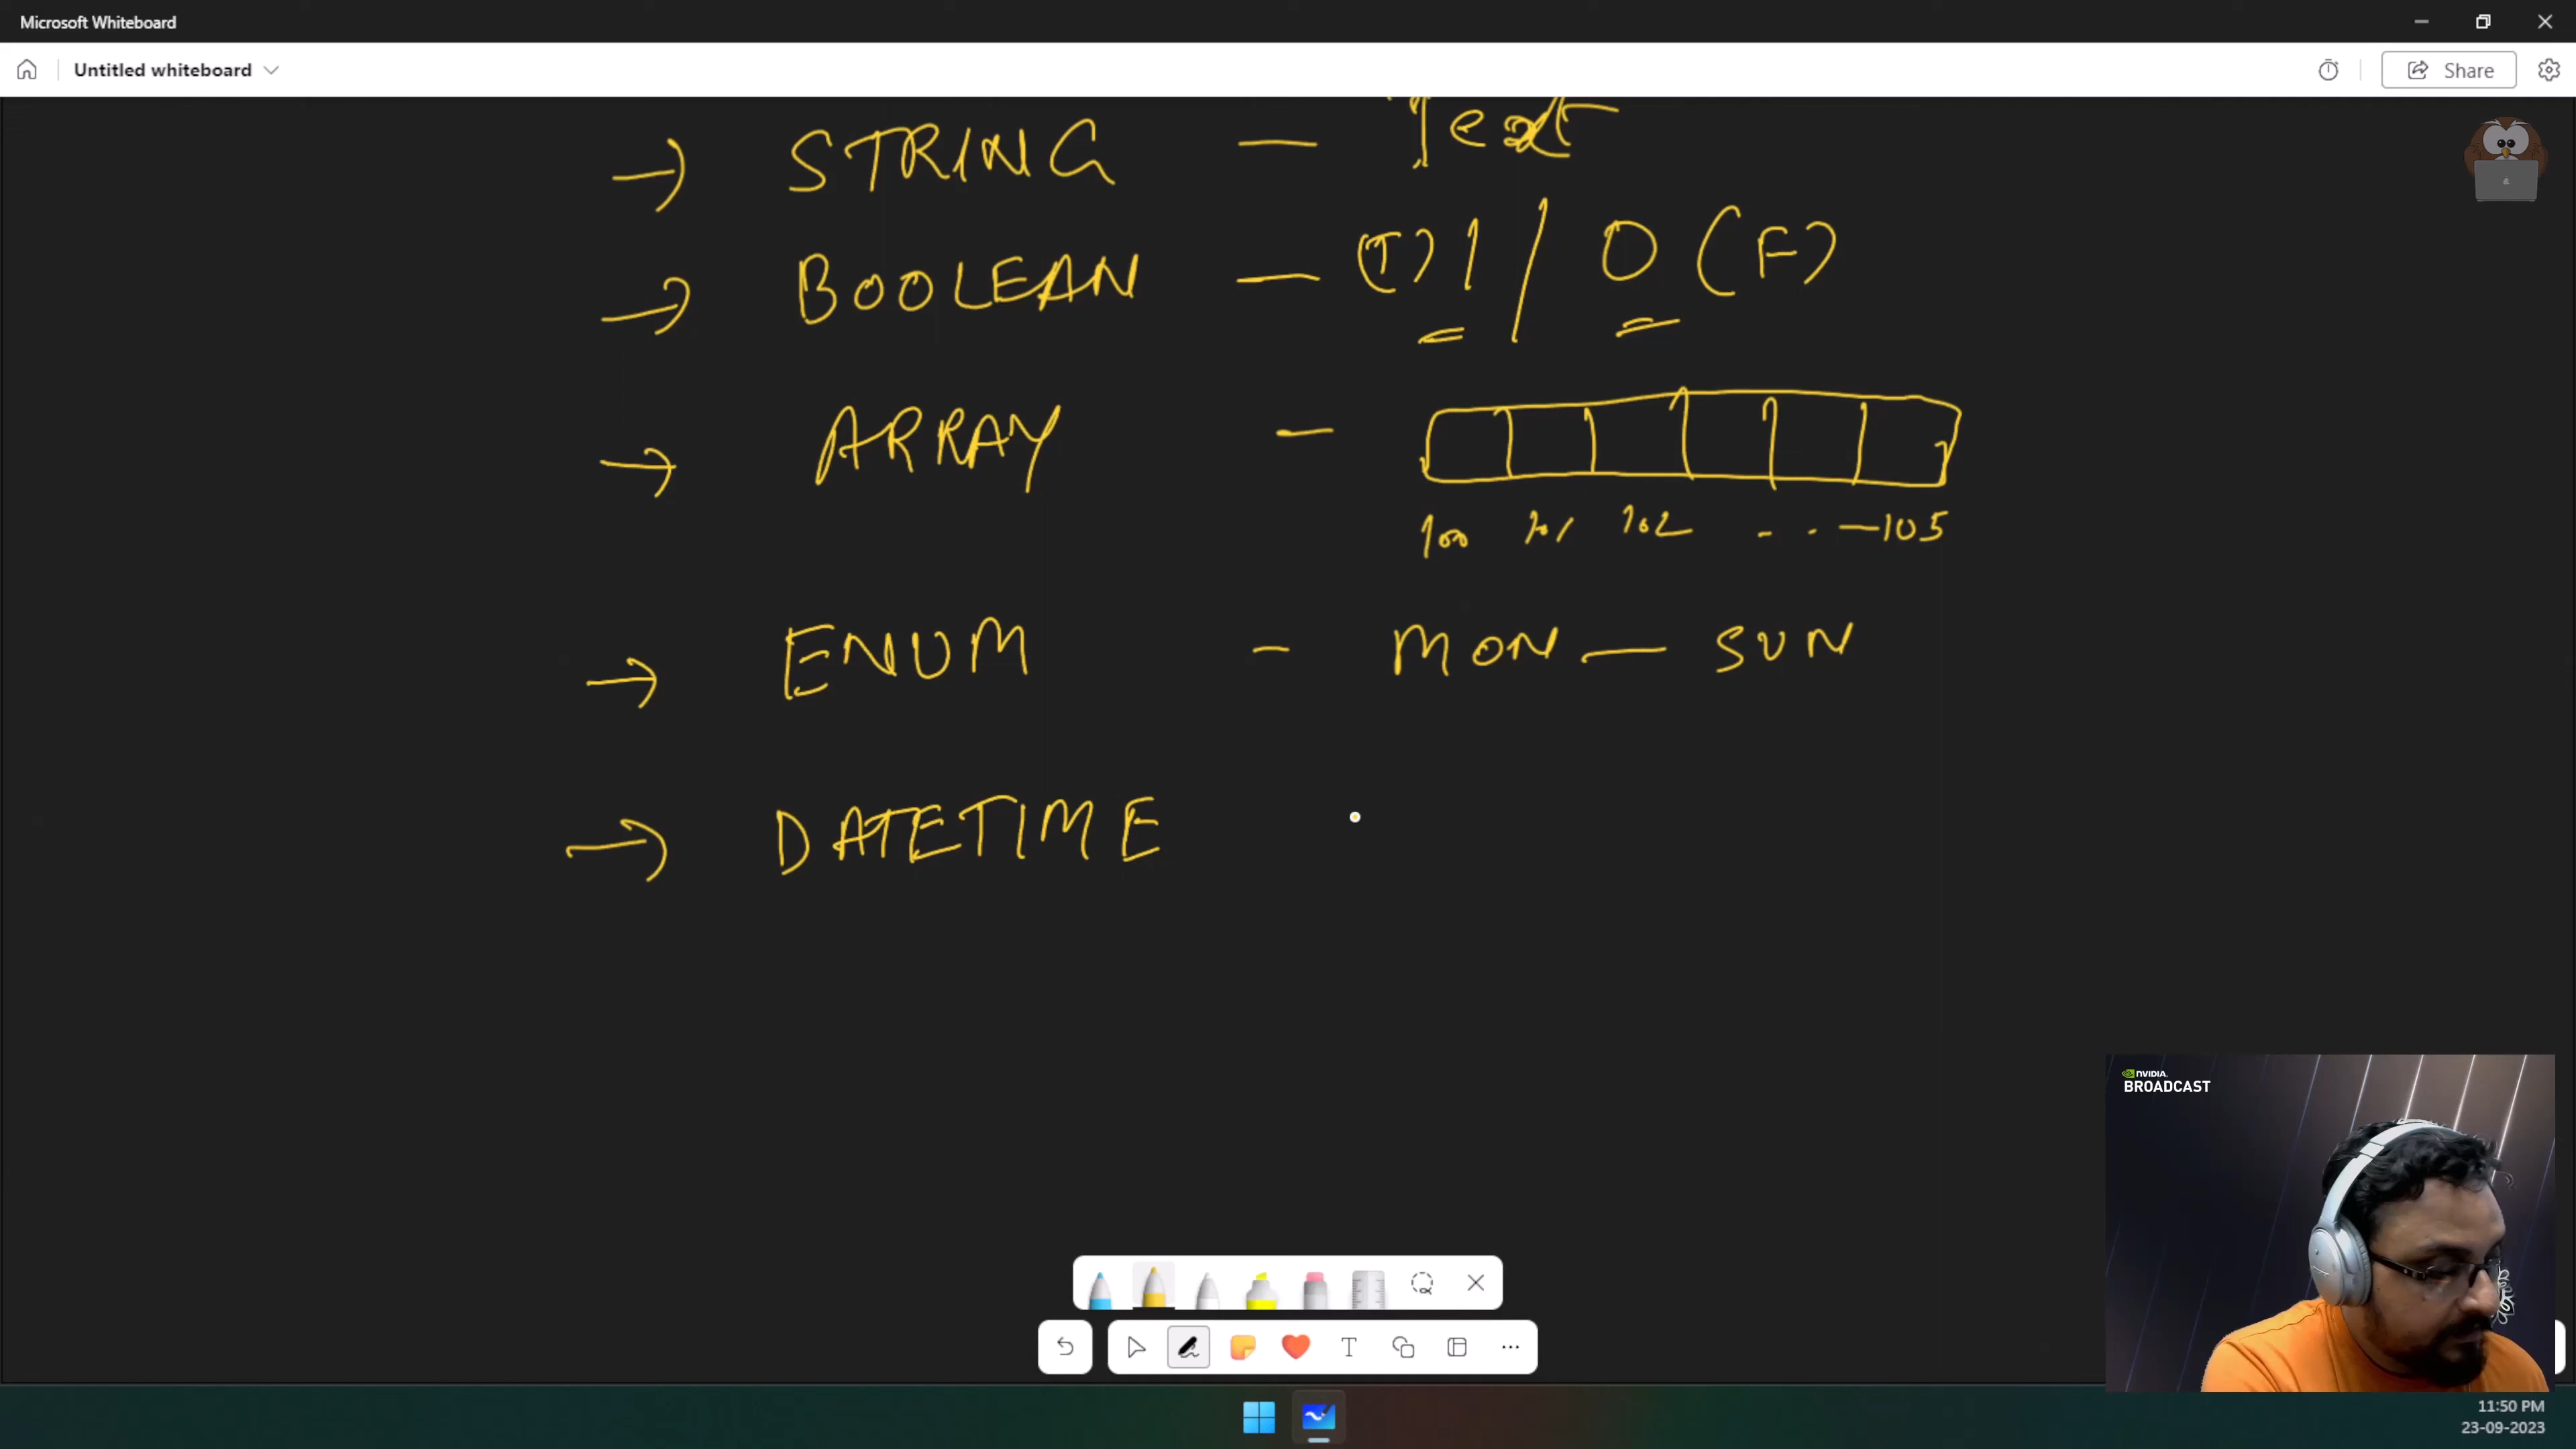 Microsoft Whiteboard
Untitled whiteboard
Share
→ STRING — Text
→ BOOLEAN — (T) 1 / 0 (F)
→ ARRAY —
100 101 102 - . — 105
→ ENUM - MON — SUN
→ DATETIME
NVIDIA.
BROADCAST
T
11:50 PM
23-09-2023